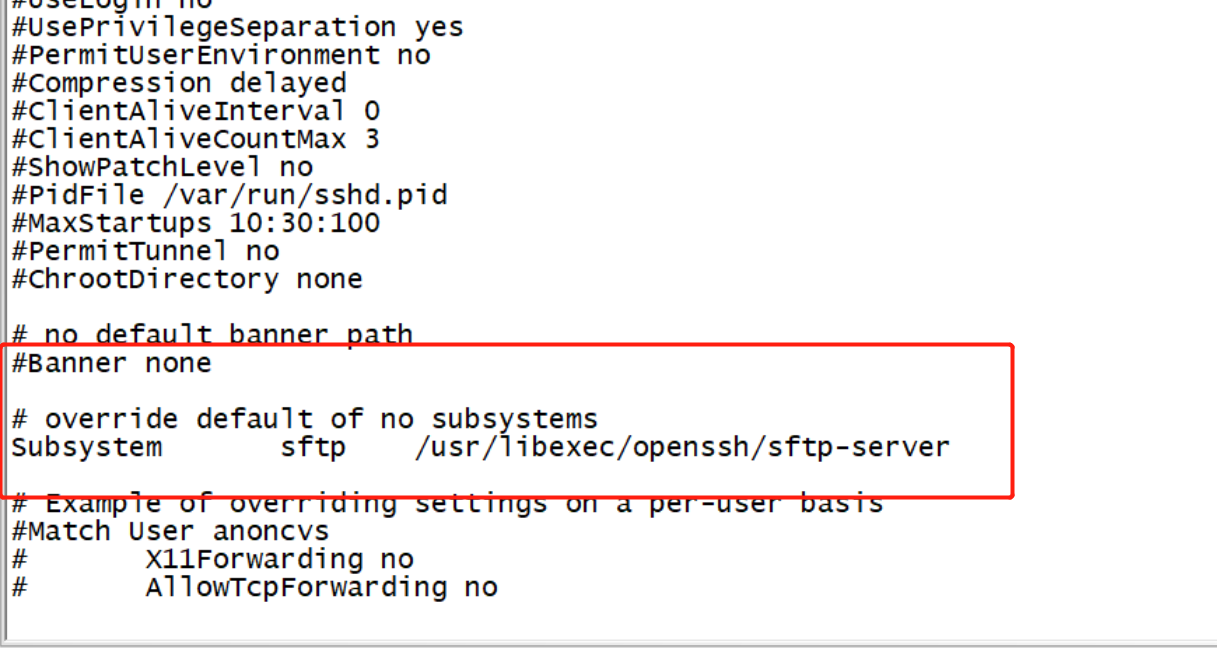 #UseLogin no
#UsePrivilegeSeparation yes
#PermitUserEnvironment no
#Compression delayed
#ClientAliveInterval 0
#ClientAliveCountMax 3
#ShowPatchLevel no
#PidFile /var/run/sshd.pid
#MaxStartups 10:30:100
#PermitTunnel no
#ChrootDirectory none
# no default banner path
#Banner none
# override default of no subsystems
Subsystem       sftp    /usr/libexec/openssh/sftp-server
# Example of overriding settings on a per-user basis
#Match User anoncvs
#       X11Forwarding no
#       AllowTcpForwarding no